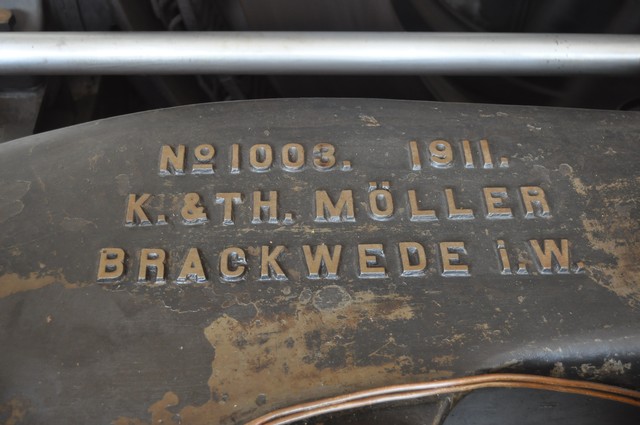 Nº 1003. 1911.
K. & TH. MÖLLER
BRACKWEDE i.W.